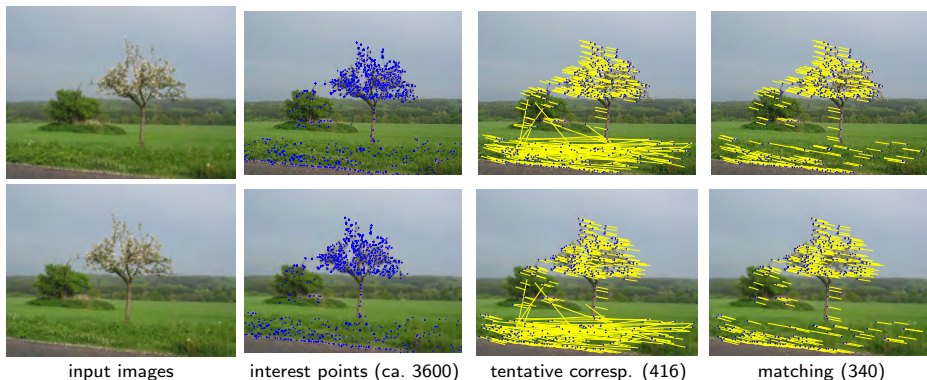 input images
interest points (ca. 3600)
tentative corresp. (416)
matching (340)